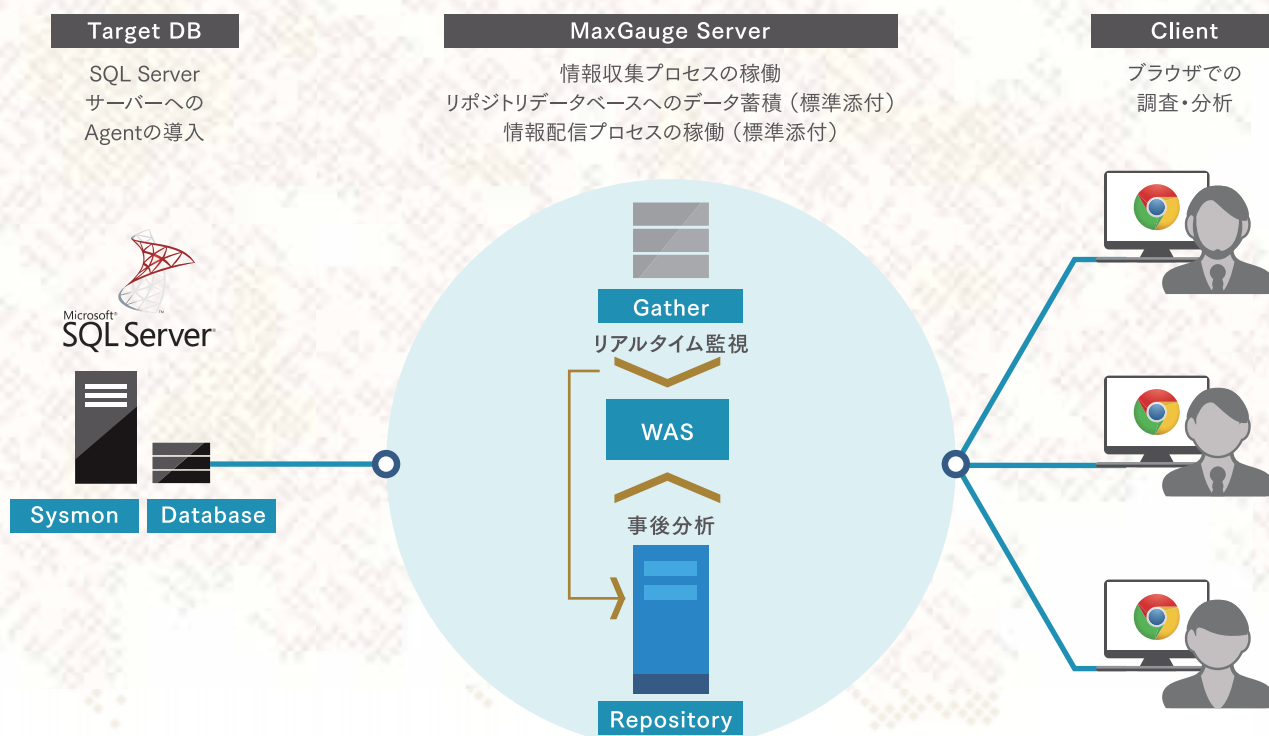 Target DB
SQL Server
サーバーへの
Agentの導入
MaxGauge Server
情報収集プロセスの稼働
リポジトリデータベースへのデータ蓄積（標準添付）
情報配信プロセスの稼働（標準添付）
Client
ブラウザでの
調査・分析
Microsoft®
SQL Server®
Sysmon
Database
Gather
リアルタイム監視
WAS
事後分析
Repository